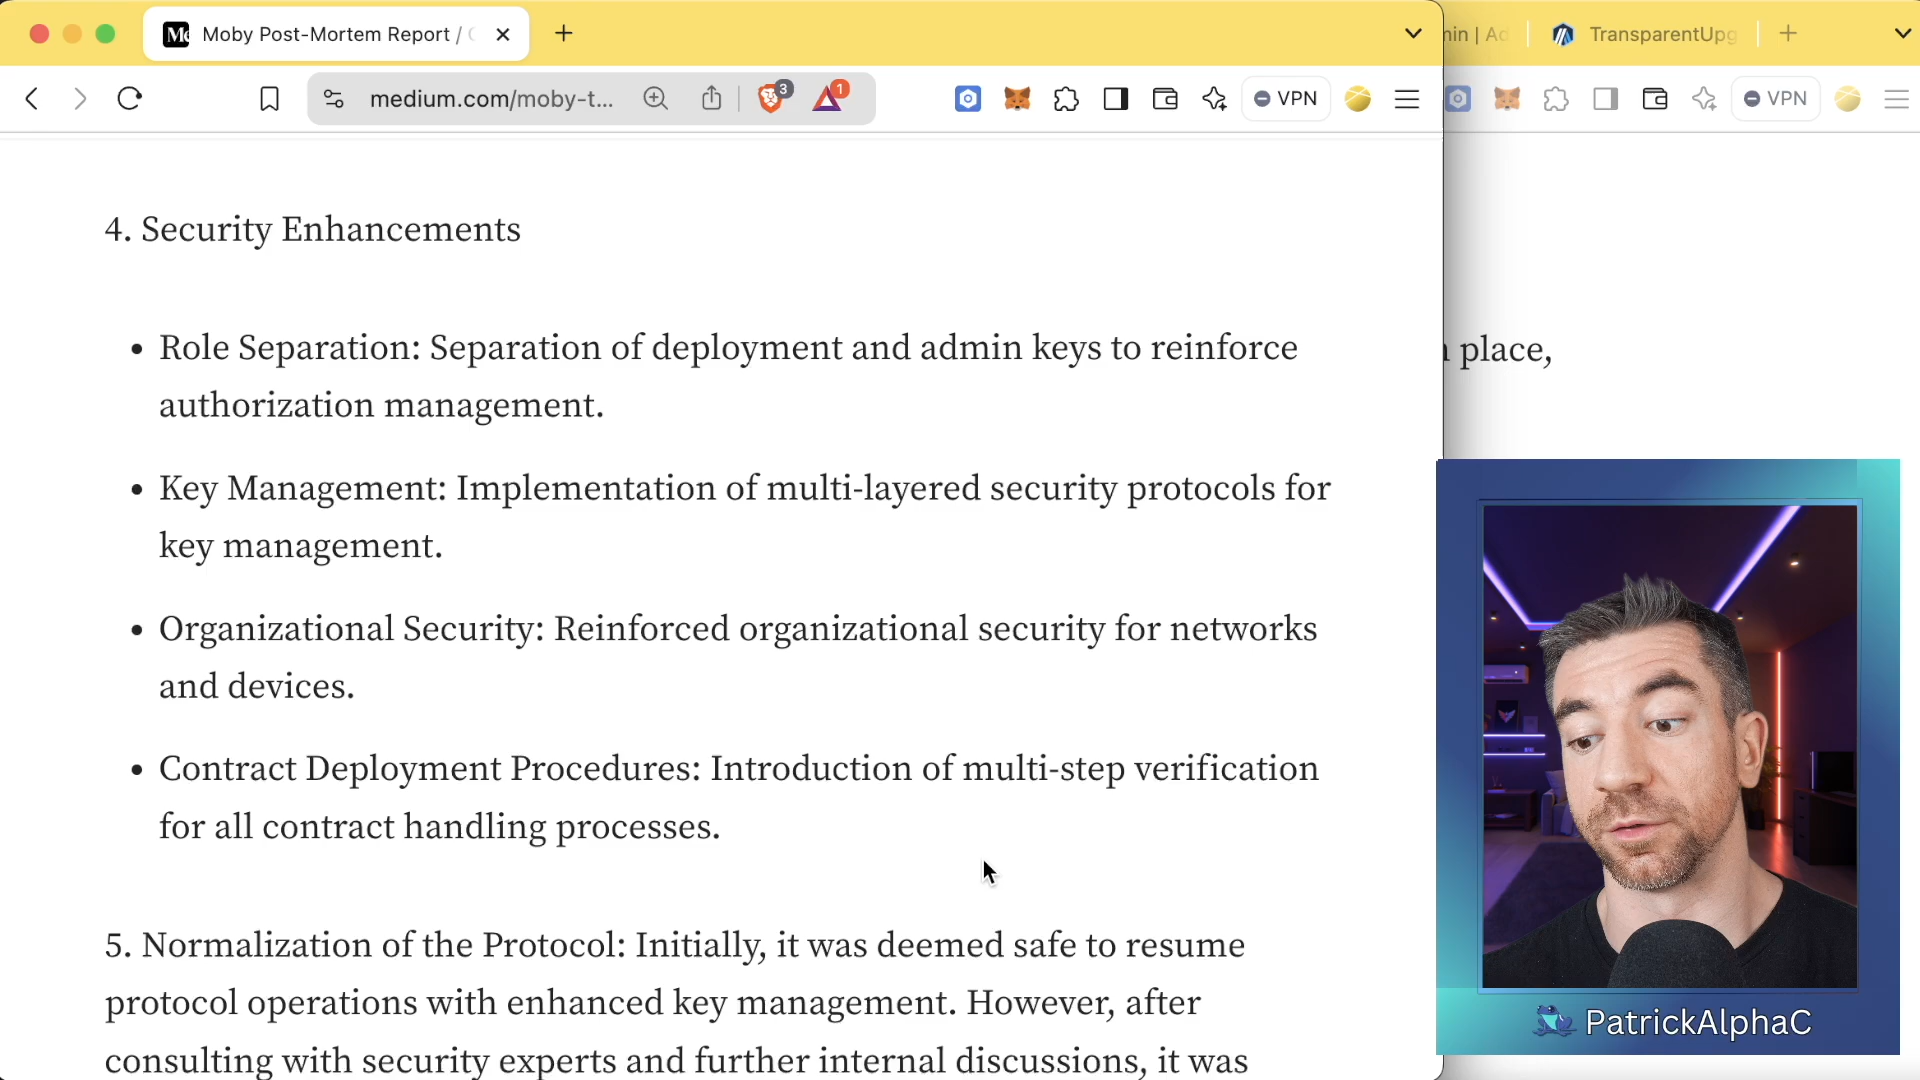 Moby Post-Mortem Report /
min | Ad
TransparentUpg
medium.com/moby-t...
3
1
VPN
VPN
4. Security Enhancements
• Role Separation: Separation of deployment and admin keys to reinforce
authorization management.
place,
• Key Management: Implementation of multi-layered security protocols for
key management.
• Organizational Security: Reinforced organizational security for networks
and devices.
• Contract Deployment Procedures: Introduction of multi-step verification
for all contract handling processes.
5. Normalization of the Protocol: Initially, it was deemed safe to resume
protocol operations with enhanced key management. However, after
consulting with security experts and further internal discussions, it was
PatrickAlphaC